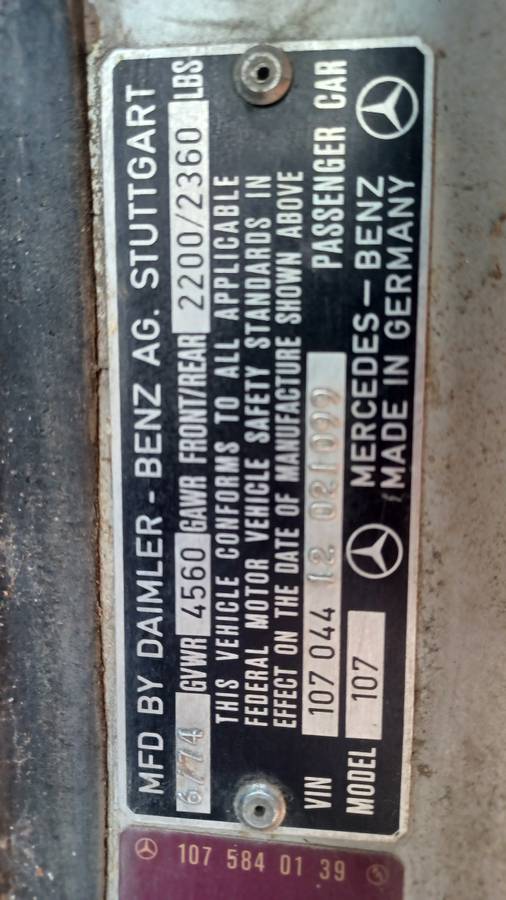 MFD BY DAIMLER - BENZ AG. STUTTGART
6/74 GVWR 4560 GAWR FRONT/REAR 2200/2360 LBS
THIS VEHICLE CONFORMS TO ALL APPLICABLE
FEDERAL MOTOR VEHICLE SAFETY STANDARDS IN
EFFECT ON THE DATE OF MANUFACTURE SHOWN ABOVE
VIN 107 044 12 021099 PASSENGER CAR
MODEL 107 MERCEDES-BENZ
MADE IN GERMANY
107 584 01 39